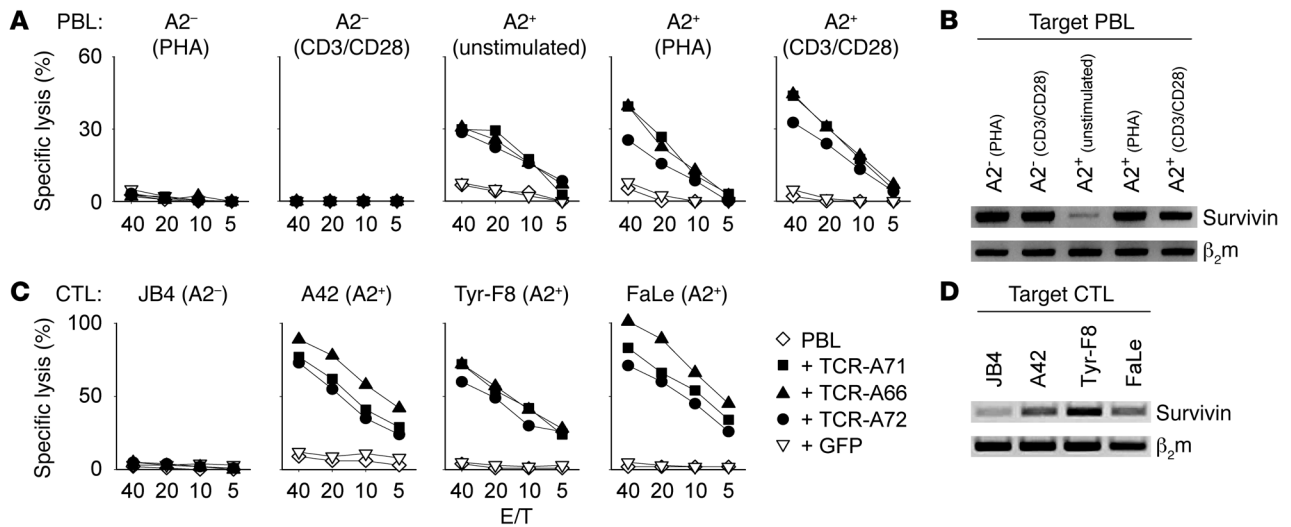 A
PBL:
A2⁻ (PHA)
A2⁻ (CD3/CD28)
A2⁺ (unstimulated)
A2⁺ (PHA)
A2⁺ (CD3/CD28)
Specific lysis (%)
60
30
0
40 20 10 5
40 20 10 5
40 20 10 5
40 20 10 5
40 20 10 5
B
Target PBL
A2⁻ (PHA)
A2⁻ (CD3/CD28)
A2⁺ (unstimulated)
A2⁺ (PHA)
A2⁺ (CD3/CD28)
Survivin
β₂m
C
CTL:
JB4 (A2⁻)
A42 (A2⁺)
Tyr-F8 (A2⁺)
FaLe (A2⁺)
Specific lysis (%)
100
50
0
40 20 10 5
40 20 10 5
40 20 10 5
40 20 10 5
E/T
PBL
+ TCR-A71
+ TCR-A66
+ TCR-A72
+ GFP
D
Target CTL
JB4
A42
Tyr-F8
FaLe
Survivin
β₂m